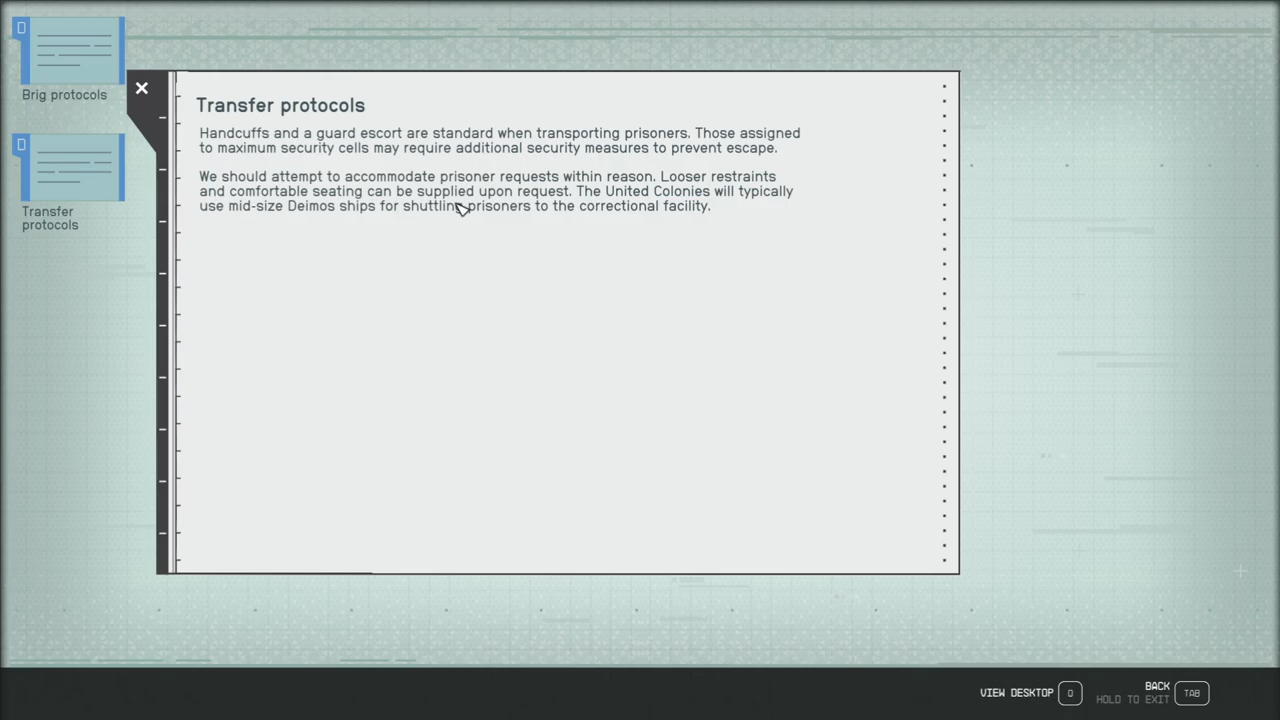 D
Brig protocols
D
Transfer
protocols
Transfer protocols
Handcuffs and a guard escort are standard when transporting prisoners. Those assigned
to maximum security cells may require additional security measures to prevent escape.
We should attempt to accommodate prisoner requests within reason. Looser restraints
and comfortable seating can be supplied upon request. The United Colonies will typically
use mid-size Deimos ships for shuttling prisoners to the correctional facility.
VIEW DESKTOP Q
BACK
HOLD TO EXIT TAB